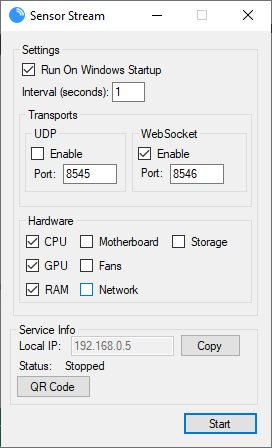 Sensor Stream
Settings
Run On Windows Startup
Interval (seconds): 1
Transports
UDP
WebSocket
Enable
Enable
Port: 8545
Port: 8546
Hardware
CPU
Motherboard
Storage
GPU
Fans
RAM
Network
Service Info
Local IP: 192.168.0.5
Copy
Status: Stopped
QR Code
Start